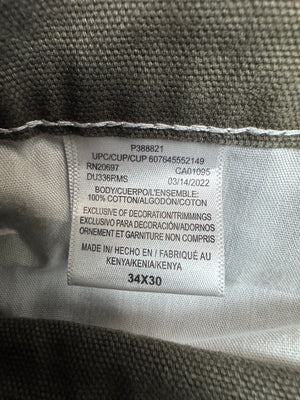 P388821
UPC/CUP/CUP 607645552149
RN20697 CA01095
DU336RMS 03/14/2022
BODY/CUERPO/L'ENSEMBLE:
100% COTTON/ALGODÓN/COTON
EXCLUSIVE OF DECORATION/TRIMMINGS
EXCLUSIVO DE DECORACIÓN/ADORNOS
ORNEMENT ET GARNITURE NON COMPRIS
MADE IN/ HECHO EN / FABRIQUÉ AU
KENYA/KENIA/KENYA
34X30